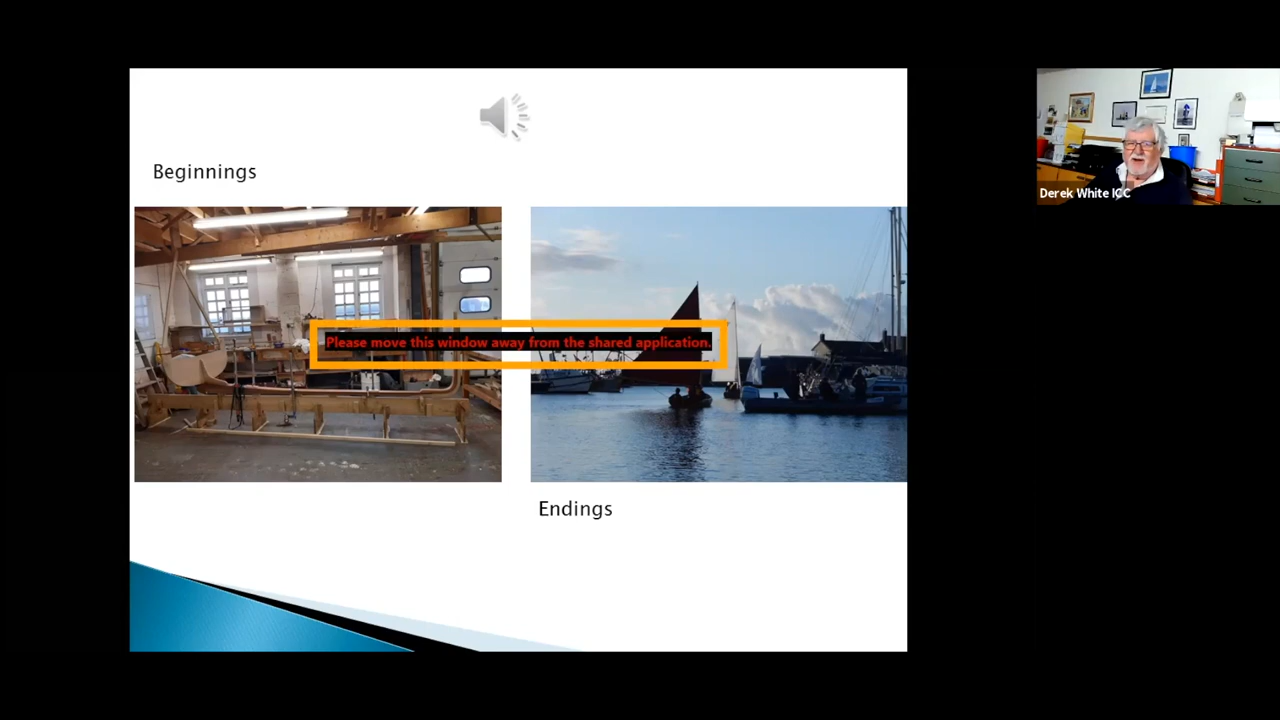 Beginnings
Please move this window away from the shared application.
Derek White ICC
Endings